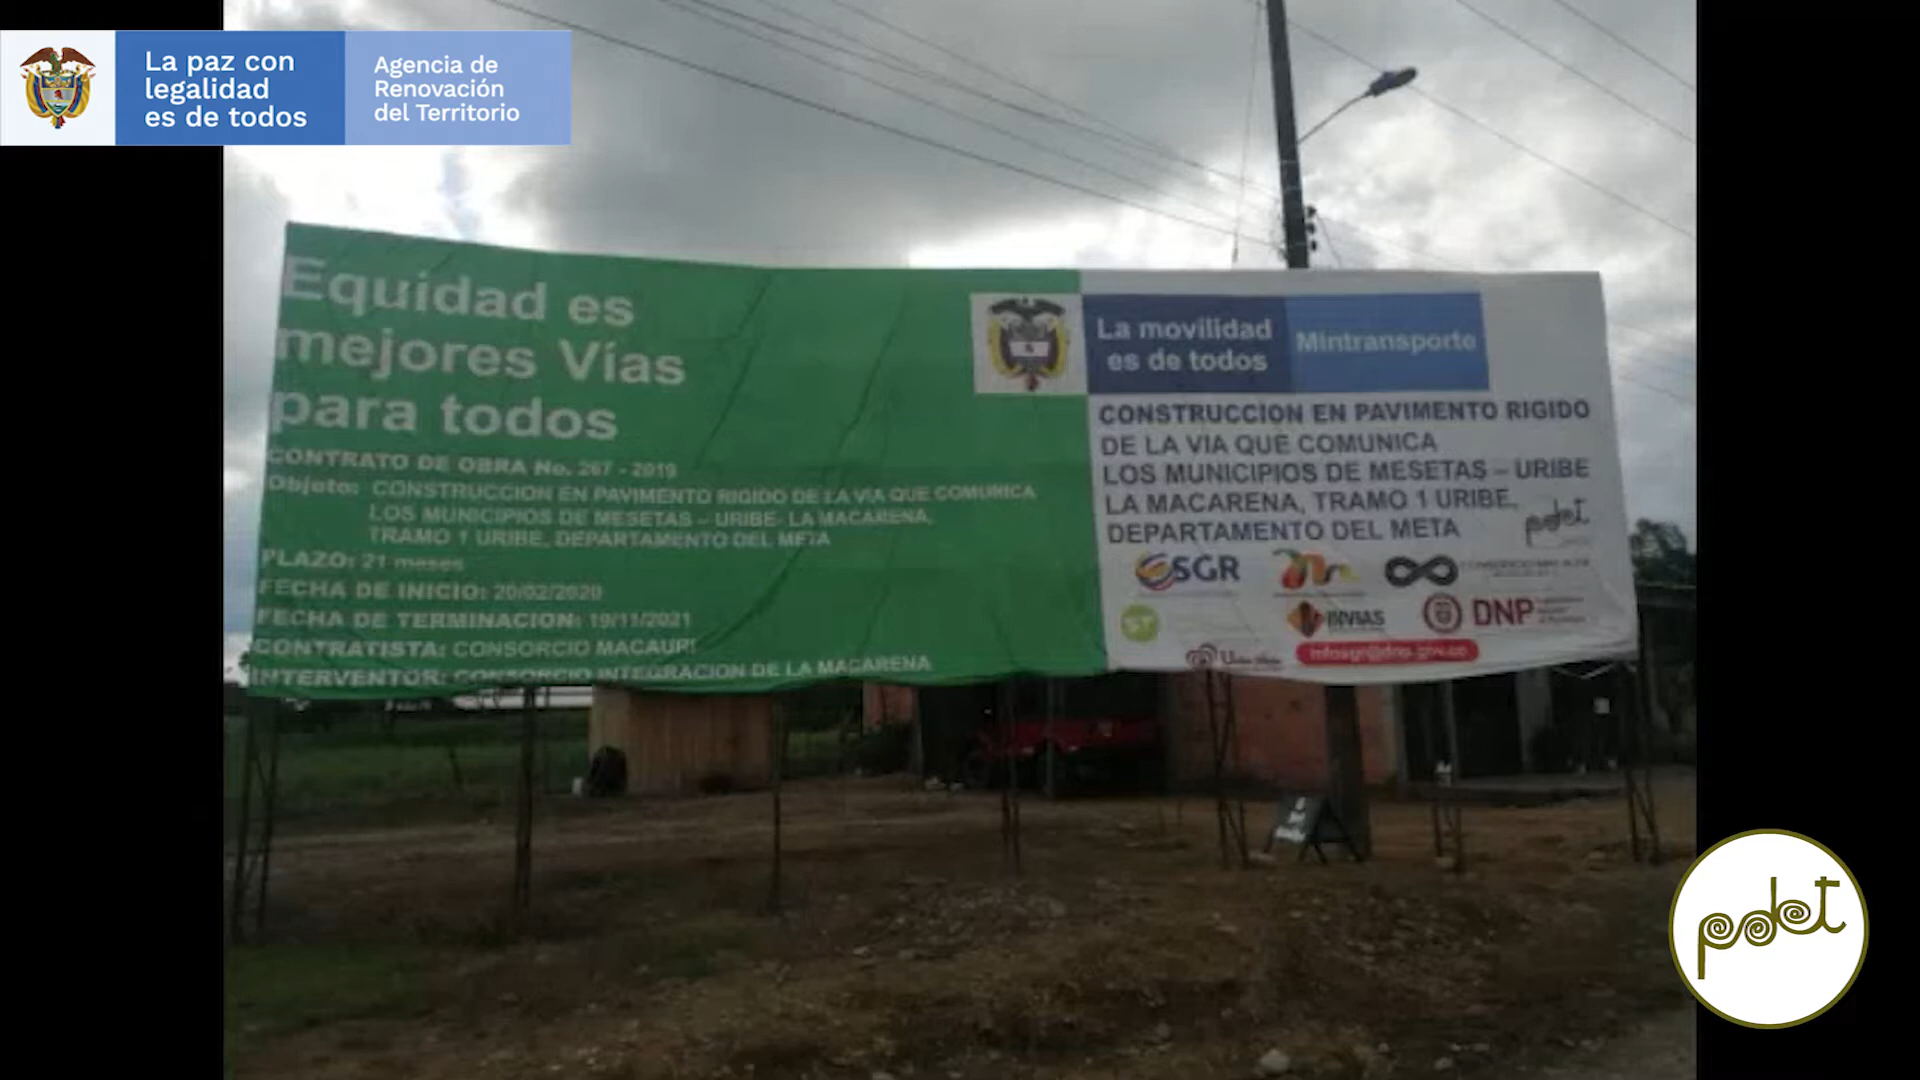 La paz con
legalidad
es de todos
Agencia de
Renovación
del Territorio
Equidad es
mejores Vías
para todos
CONTRATO DE OBRA No. 267 - 2019
Objeto: CONSTRUCCION EN PAVIMENTO RIGIDO DE LA VIA QUE COMUNICA
LOS MUNICIPIOS DE MESETAS – URIBE- LA MACARENA,
TRAMO 1 URIBE, DEPARTAMENTO DEL META
PLAZO: 21 meses
FECHA DE INICIO: 20/02/2020
FECHA DE TERMINACION: 19/11/2021
CONTRATISTA: CONSORCIO MACAURI
INTERVENTOR: CONSORCIO INTEGRACION DE LA MACARENA
La movilidad
es de todos
Mintransporte
CONSTRUCCION EN PAVIMENTO RIGIDO
DE LA VIA QUE COMUNICA
LOS MUNICIPIOS DE MESETAS – URIBE
LA MACARENA, TRAMO 1 URIBE,
DEPARTAMENTO DEL META
pdet
SGR
ST
INVIAS
DNP
infosgr@dnp.gov.co
pdet